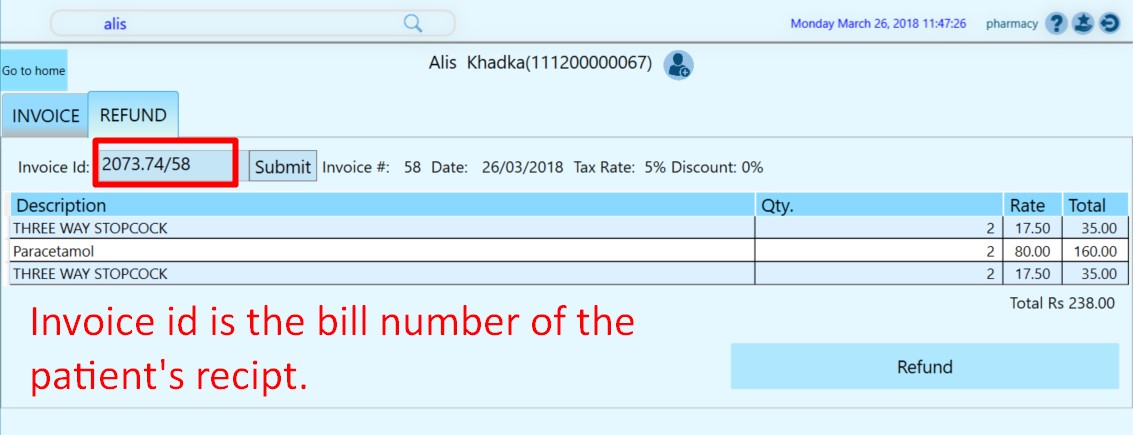 alis
Monday March 26, 2018 11:47:26 pharmacy ?
Go to home
Alis Khadka(111200000067)
INVOICE REFUND
Invoice Id: 2073.74/58 Submit Invoice #: 58 Date: 26/03/2018 Tax Rate: 5% Discount: 0%
Description Qty. Rate Total
THREE WAY STOPCOCK 2 17.50 35.00
Paracetamol 2 80.00 160.00
THREE WAY STOPCOCK 2 17.50 35.00
Total Rs 238.00
Invoice id is the bill number of the
patient's recipt.
Refund